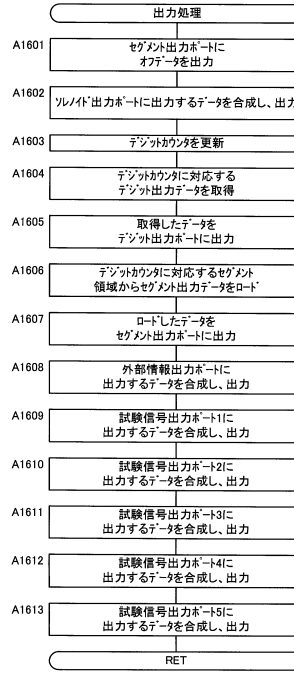 出力処理
A1601
セグメント出力ポートに
オフデータを出力
A1602
ソレノイド出力ポートに出力するデータを合成し、出力
A1603
デジットカウンタを更新
A1604
デジットカウンタに対応する
デジット出力データを取得
A1605
取得したデータを
デジット出力ポートに出力
A1606
デジットカウンタに対応するセグメント
領域からセグメント出力データをロード
A1607
ロードしたデータを
セグメント出力ポートに出力
A1608
外部情報出力ポートに
出力するデータを合成し、出力
A1609
試験信号出力ポート1に
出力するデータを合成し、出力
A1610
試験信号出力ポート2に
出力するデータを合成し、出力
A1611
試験信号出力ポート3に
出力するデータを合成し、出力
A1612
試験信号出力ポート4に
出力するデータを合成し、出力
A1613
試験信号出力ポート5に
出力するデータを合成し、出力
RET